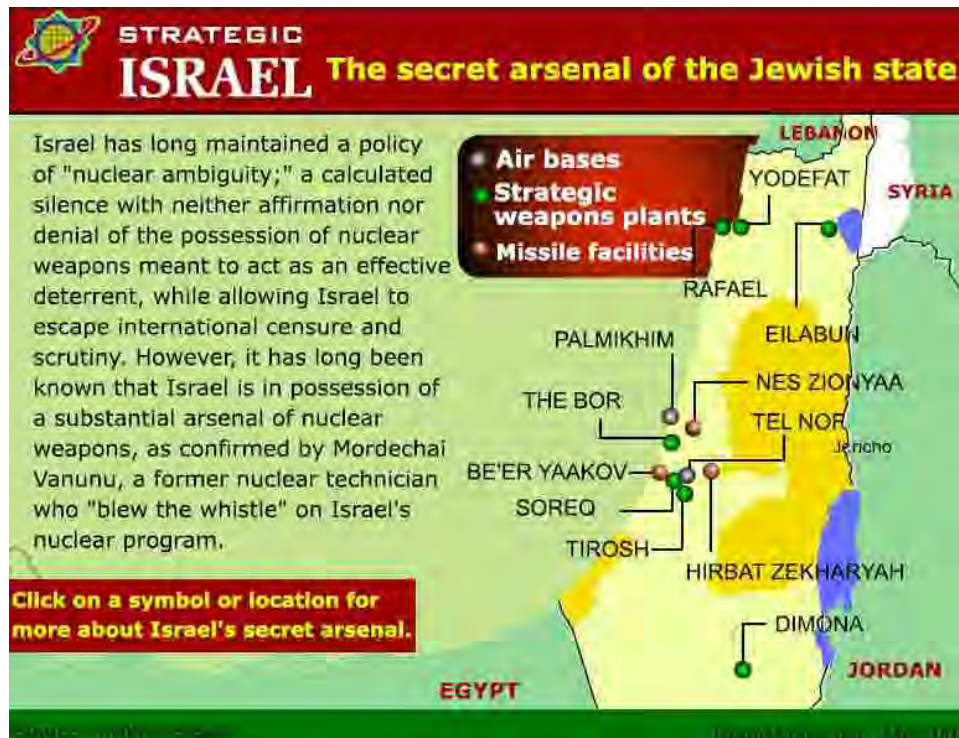 STRATEGIC
ISRAEL
The secret arsenal of the Jewish state
Israel has long maintained a policy
of "nuclear ambiguity;" a calculated
silence with neither affirmation nor
denial of the possession of nuclear
weapons meant to act as an effective
deterrent, while allowing Israel to
escape international censure and
scrutiny. However, it has long been
known that Israel is in possession of
a substantial arsenal of nuclear
weapons, as confirmed by Mordechai
Vanunu, a former nuclear technician
who "blew the whistle" on Israel's
nuclear program.
Click on a symbol or location for
more about Israel's secret arsenal.
Air bases
Strategic
weapons plants
Missile facilities
LEBANON
YODEFAT
SYRIA
RAFAEL
EILABUN
PALMIKHIM
NES ZIONYAA
THE BOR
TEL NOR
Jericho
BE'ER YAAKOV
SOREQ
TIROSH
HIRBAT ZEKHARYAH
DIMONA
JORDAN
EGYPT